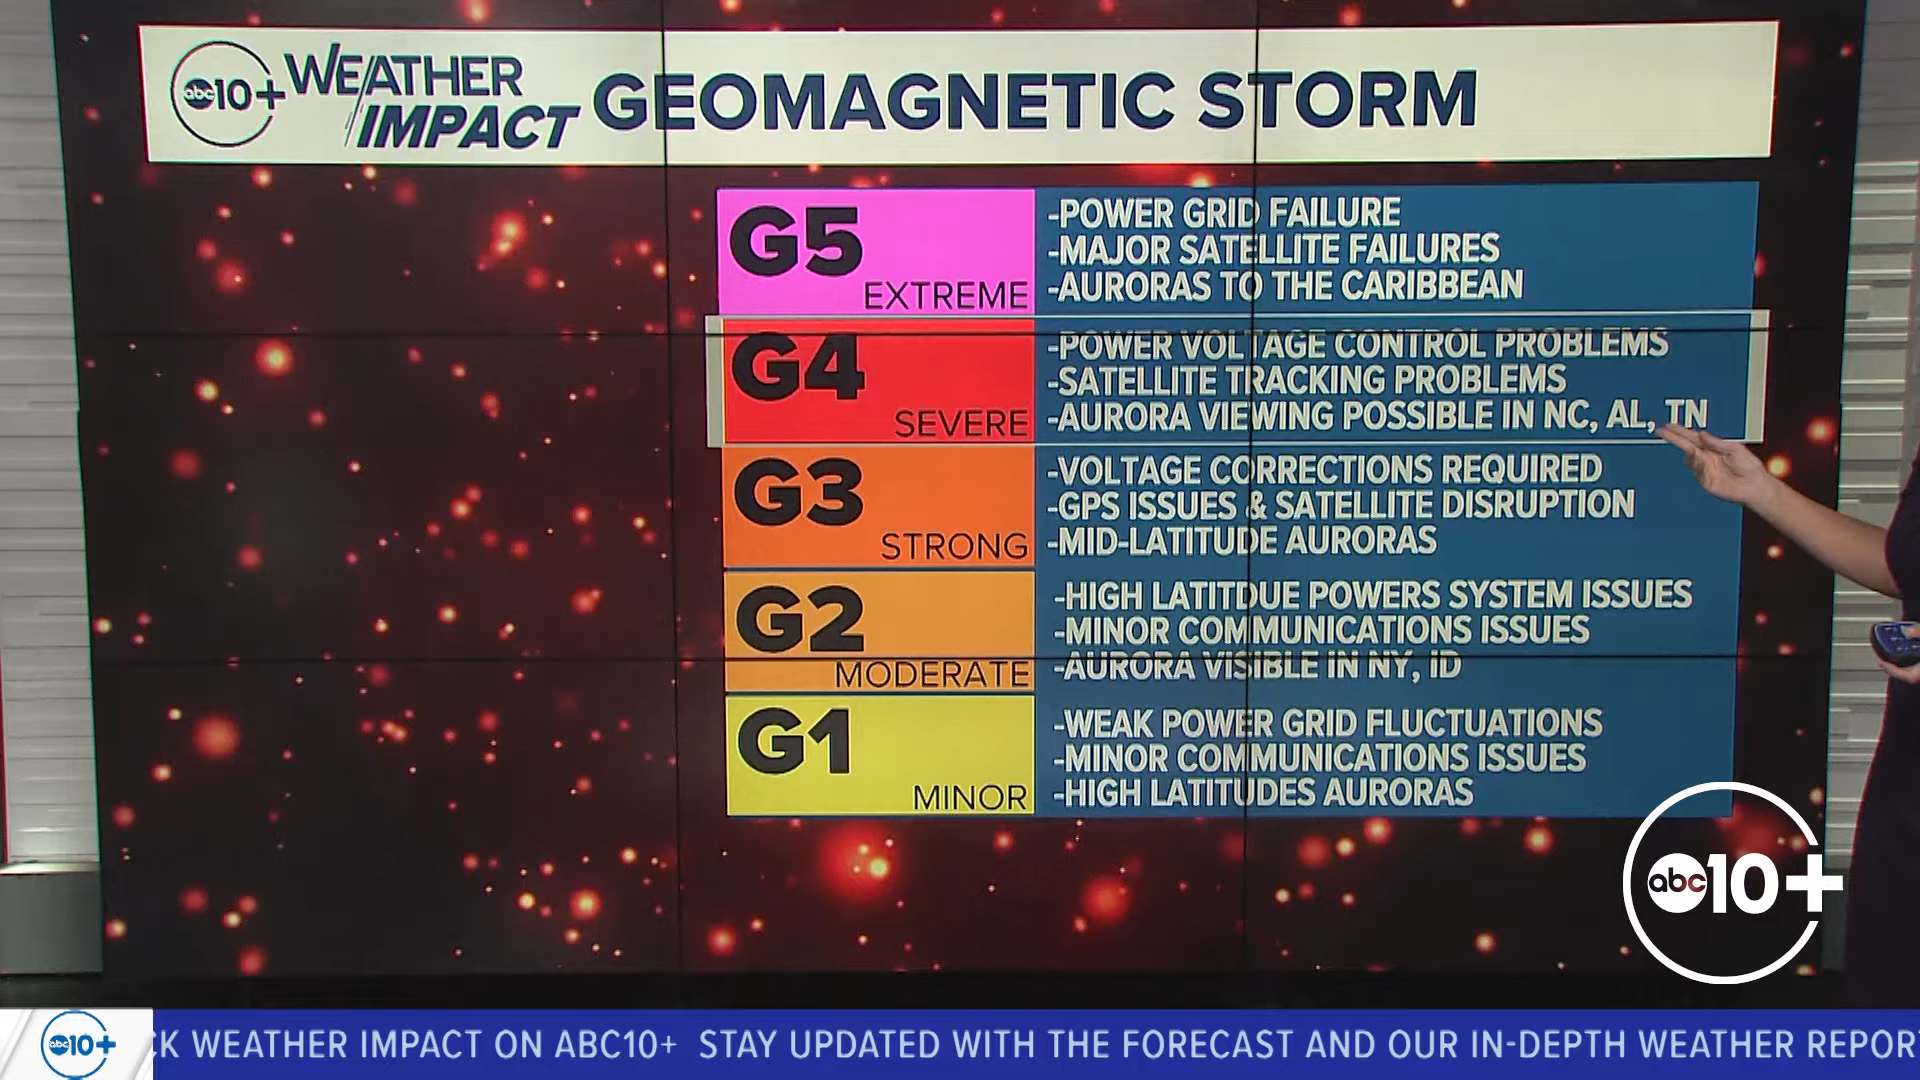 abc10+ WEATHER IMPACT GEOMAGNETIC STORM
G5
EXTREME
-POWER GRID FAILURE
-MAJOR SATELLITE FAILURES
-AURORAS TO THE CARIBBEAN
G4
SEVERE
-POWER VOLTAGE CONTROL PROBLEMS
-SATELLITE TRACKING PROBLEMS
-AURORA VIEWING POSSIBLE IN NC, AL, TN
G3
STRONG
-VOLTAGE CORRECTIONS REQUIRED
-GPS ISSUES & SATELLITE DISRUPTION
-MID-LATITUDE AURORAS
G2
MODERATE
-HIGH LATITDUE POWERS SYSTEM ISSUES
-MINOR COMMUNICATIONS ISSUES
-AURORA VISIBLE IN NY, ID
G1
MINOR
-WEAK POWER GRID FLUCTUATIONS
-MINOR COMMUNICATIONS ISSUES
-HIGH LATITUDES AURORAS
abc10+
abc10+ CK WEATHER IMPACT ON ABC10+ STAY UPDATED WITH THE FORECAST AND OUR IN-DEPTH WEATHER REPOR